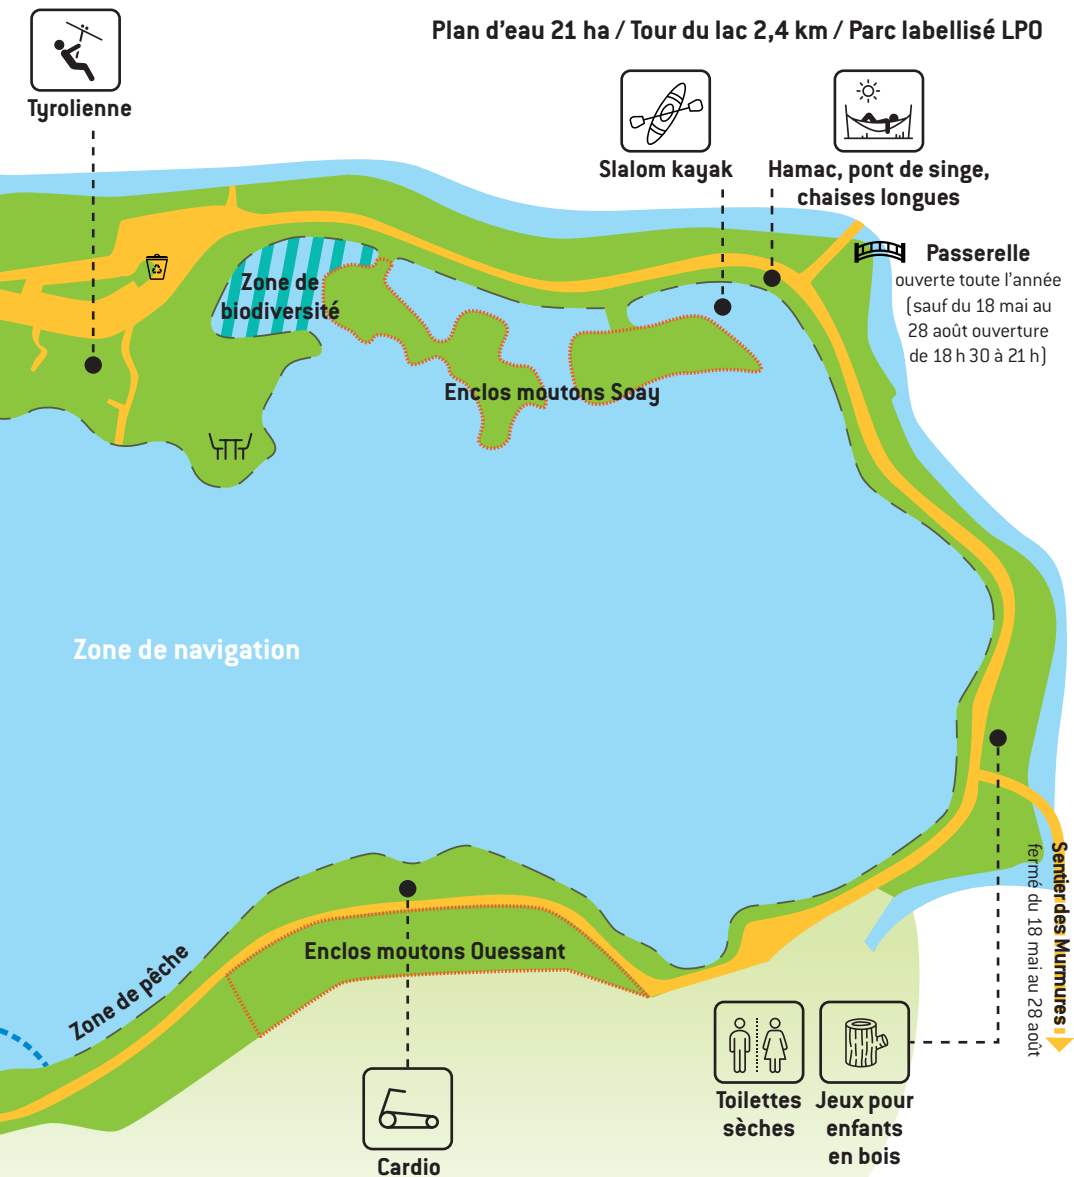 Plan d’eau 21 ha / Tour du lac 2,4 km / Parc labellisé LPO
Tyrolienne
Slalom kayak
Hamac, pont de singe,
chaises longues
Passerelle
ouverte toute l’année
(sauf du 18 mai au
28 août ouverture
de 18 h 30 à 21 h)
Zone de
biodiversité
Enclos moutons Soay
Zone de navigation
Sentier des Murmures
fermé du 18 mai au 28 août
Enclos moutons Ouessant
Zone de pêche
Toilettes
sèches
Jeux pour
enfants
en bois
Cardio